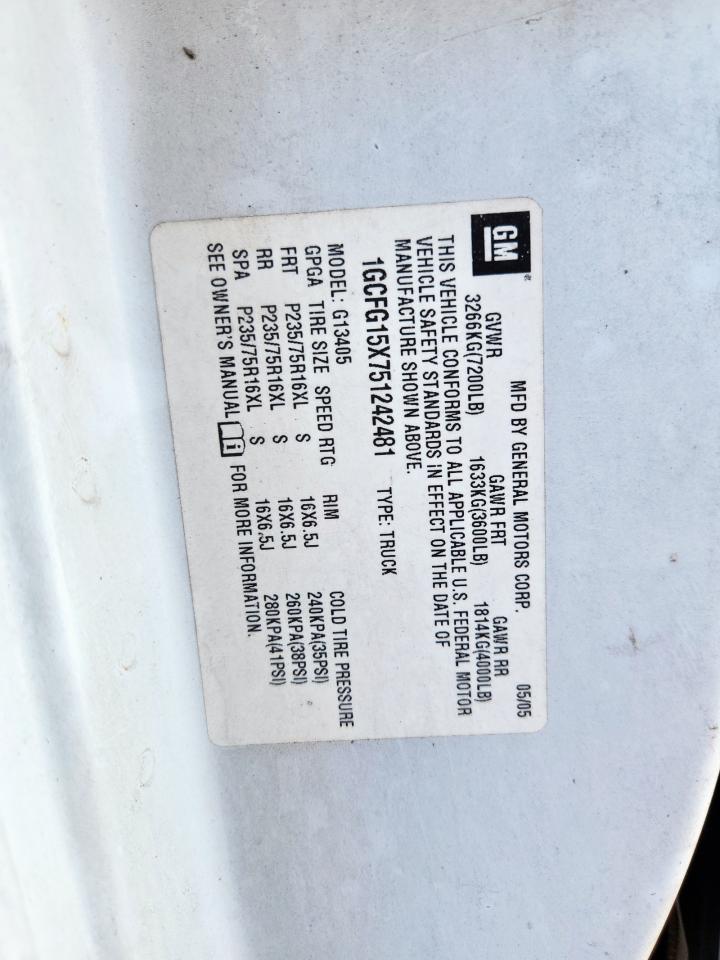 GM
MFD BY GENERAL MOTORS CORP. 05/05
GVWR GAWR FRT GAWR RR
3266KG(7200LB) 1633KG(3600LB) 1814KG(4000LB)
THIS VEHICLE CONFORMS TO ALL APPLICABLE U.S. FEDERAL MOTOR
VEHICLE SAFETY STANDARDS IN EFFECT ON THE DATE OF
MANUFACTURE SHOWN ABOVE.
1GCFG15X751242481 TYPE: TRUCK
MODEL: G13405
GPGA TIRE SIZE SPEED RTG RIM COLD TIRE PRESSURE
FRT P235/75R16XL S 16X6.5J 240KPA(35PSI)
RR P235/75R16XL S 16X6.5J 260KPA(38PSI)
SPA P235/75R16XL S 16X6.5J 280KPA(41PSI)
SEE OWNER'S MANUAL i FOR MORE INFORMATION.